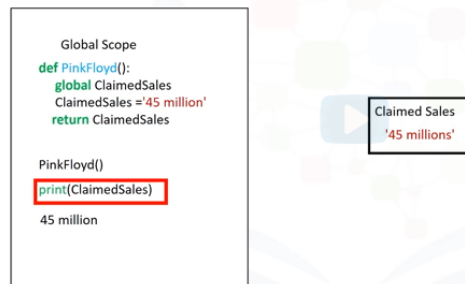 Global Scope
def PinkFloyd():
global ClaimedSales
ClaimedSales ='45 million'
return ClaimedSales
PinkFloyd()
print(ClaimedSales)
45 million
Claimed Sales
'45 millions'